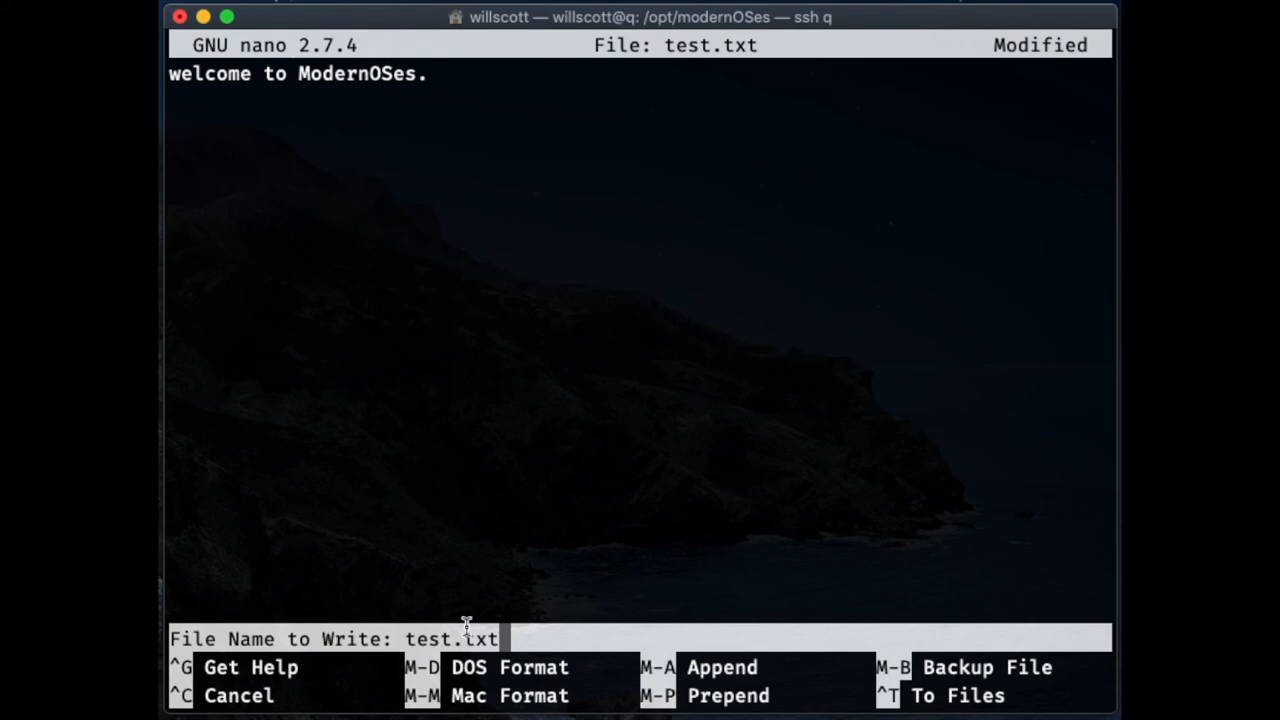 willscott — willscott@q: /opt/modernOSes — ssh q
GNU nano 2.7.4 File: test.txt Modified
welcome to ModernOSes.
File Name to Write: test.txt
^G Get Help M-D DOS Format M-A Append M-B Backup File
^C Cancel M-M Mac Format M-P Prepend ^T To Files